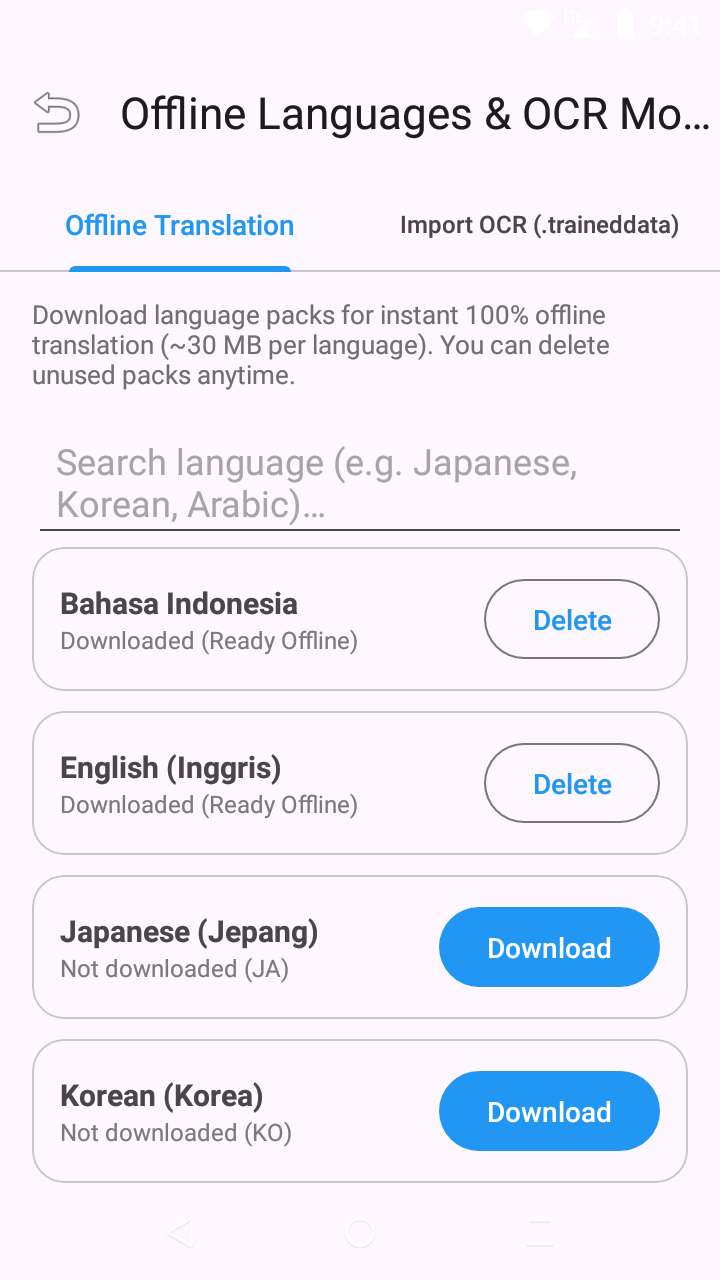 9:41
Offline Languages & OCR Mo...
Offline Translation
Import OCR (.traineddata)
Download language packs for instant 100% offline
translation (~30 MB per language). You can delete
unused packs anytime.
Search language (e.g. Japanese,
Korean, Arabic)...
Bahasa Indonesia
Downloaded (Ready Offline)
Delete
English (Inggris)
Downloaded (Ready Offline)
Delete
Japanese (Jepang)
Not downloaded (JA)
Download
Korean (Korea)
Not downloaded (KO)
Download